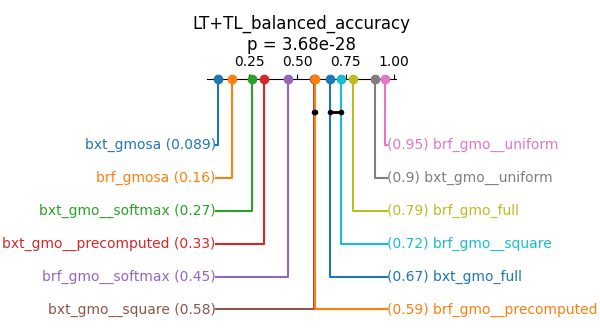 LT+TL_balanced_accuracy
p = 3.68e-28
0.25 0.50 0.75 1.00
bxt_gmosa (0.089) (0.95) brf_gmo__uniform
brf_gmosa (0.16) (0.9) bxt_gmo__uniform
bxt_gmo__softmax (0.27) (0.79) brf_gmo_full
bxt_gmo__precomputed (0.33) (0.72) brf_gmo__square
brf_gmo__softmax (0.45) (0.67) bxt_gmo_full
bxt_gmo__square (0.58) (0.59) brf_gmo__precomputed